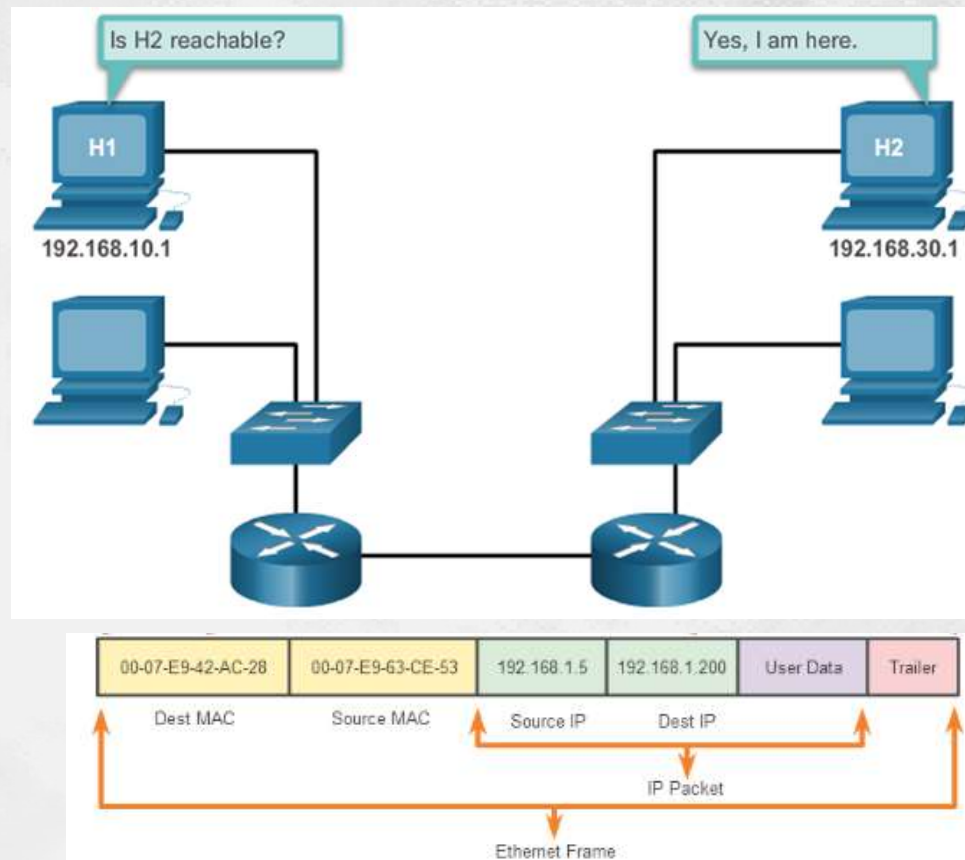 Is H2 reachable?
Yes, I am here.
H1
H2
192.168.10.1
192.168.30.1
00-07-E9-42-AC-28 00-07-E9-63-CE-53 192.168.1.5 192.168.1.200 User Data Trailer
Dest MAC Source MAC Source IP Dest IP
IP Packet
Ethernet Frame